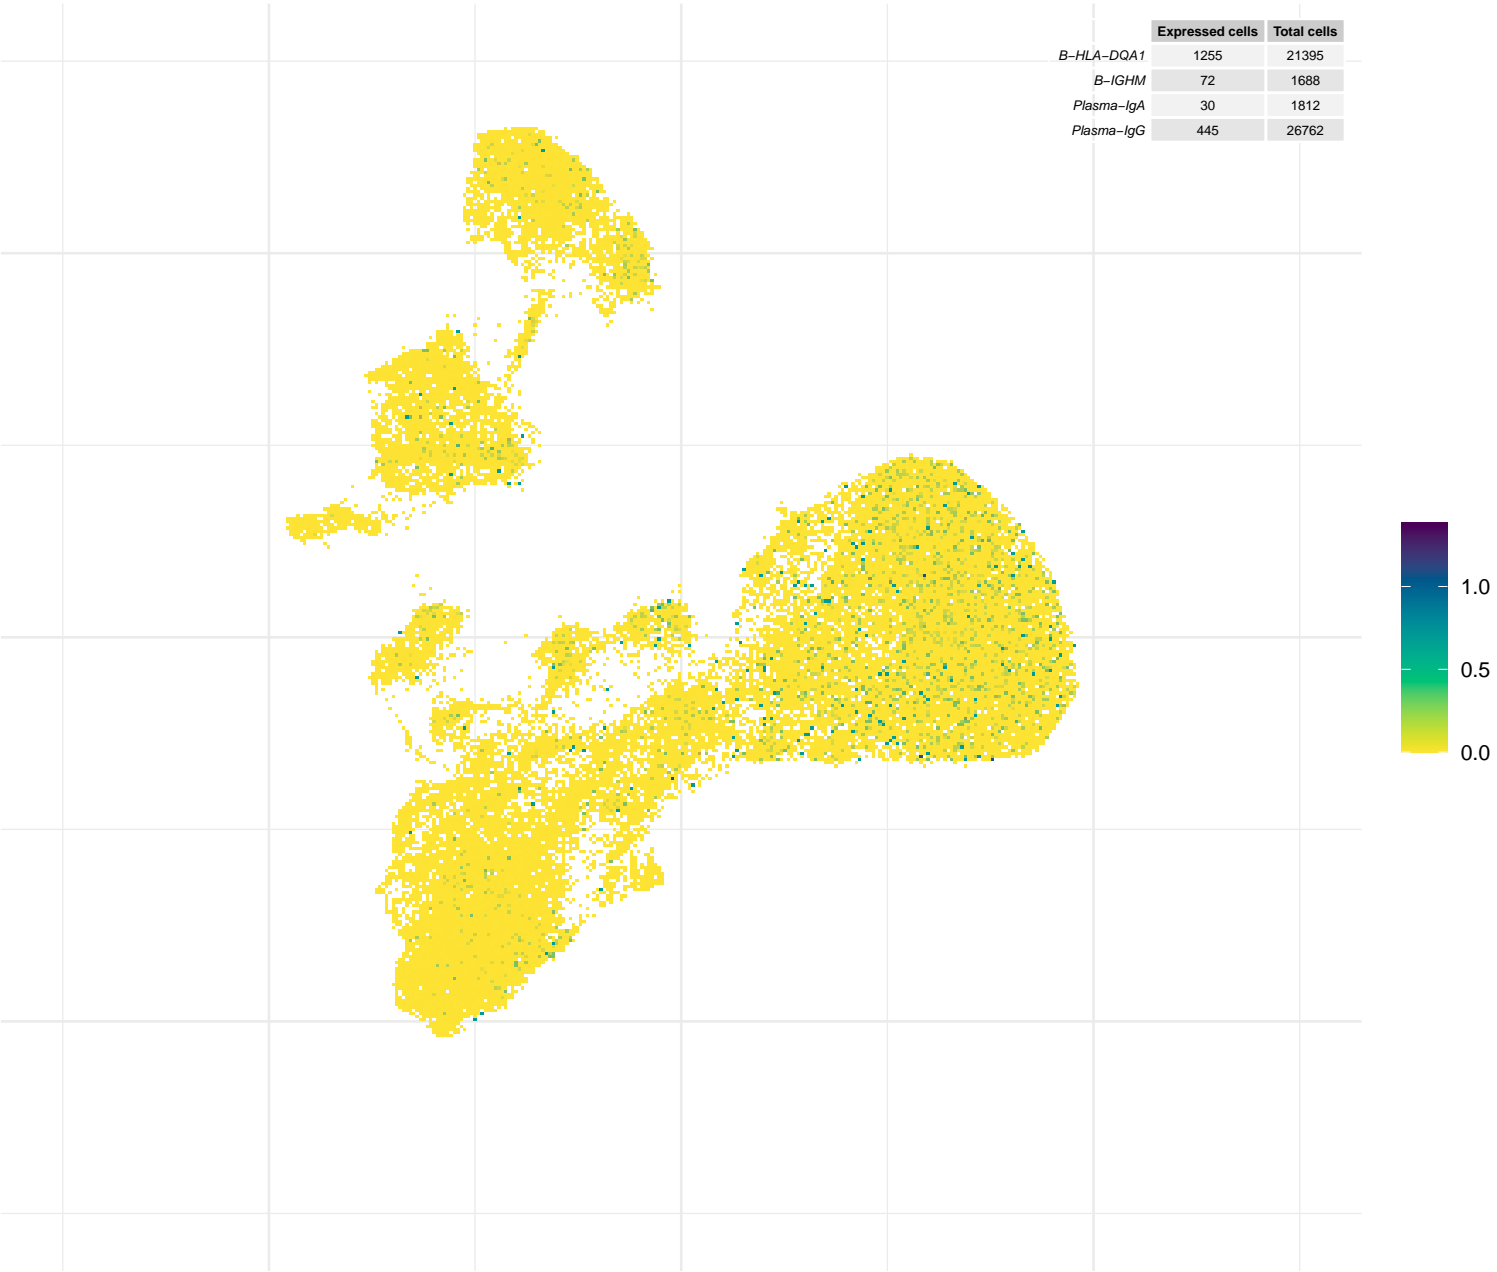 Expressed cells Total cells
B−HLA−DQA1 1255 21395
B−IGHM 72 1688
Plasma−IgA 30 1812
Plasma−IgG 445 26762
1.0
0.5
0.0